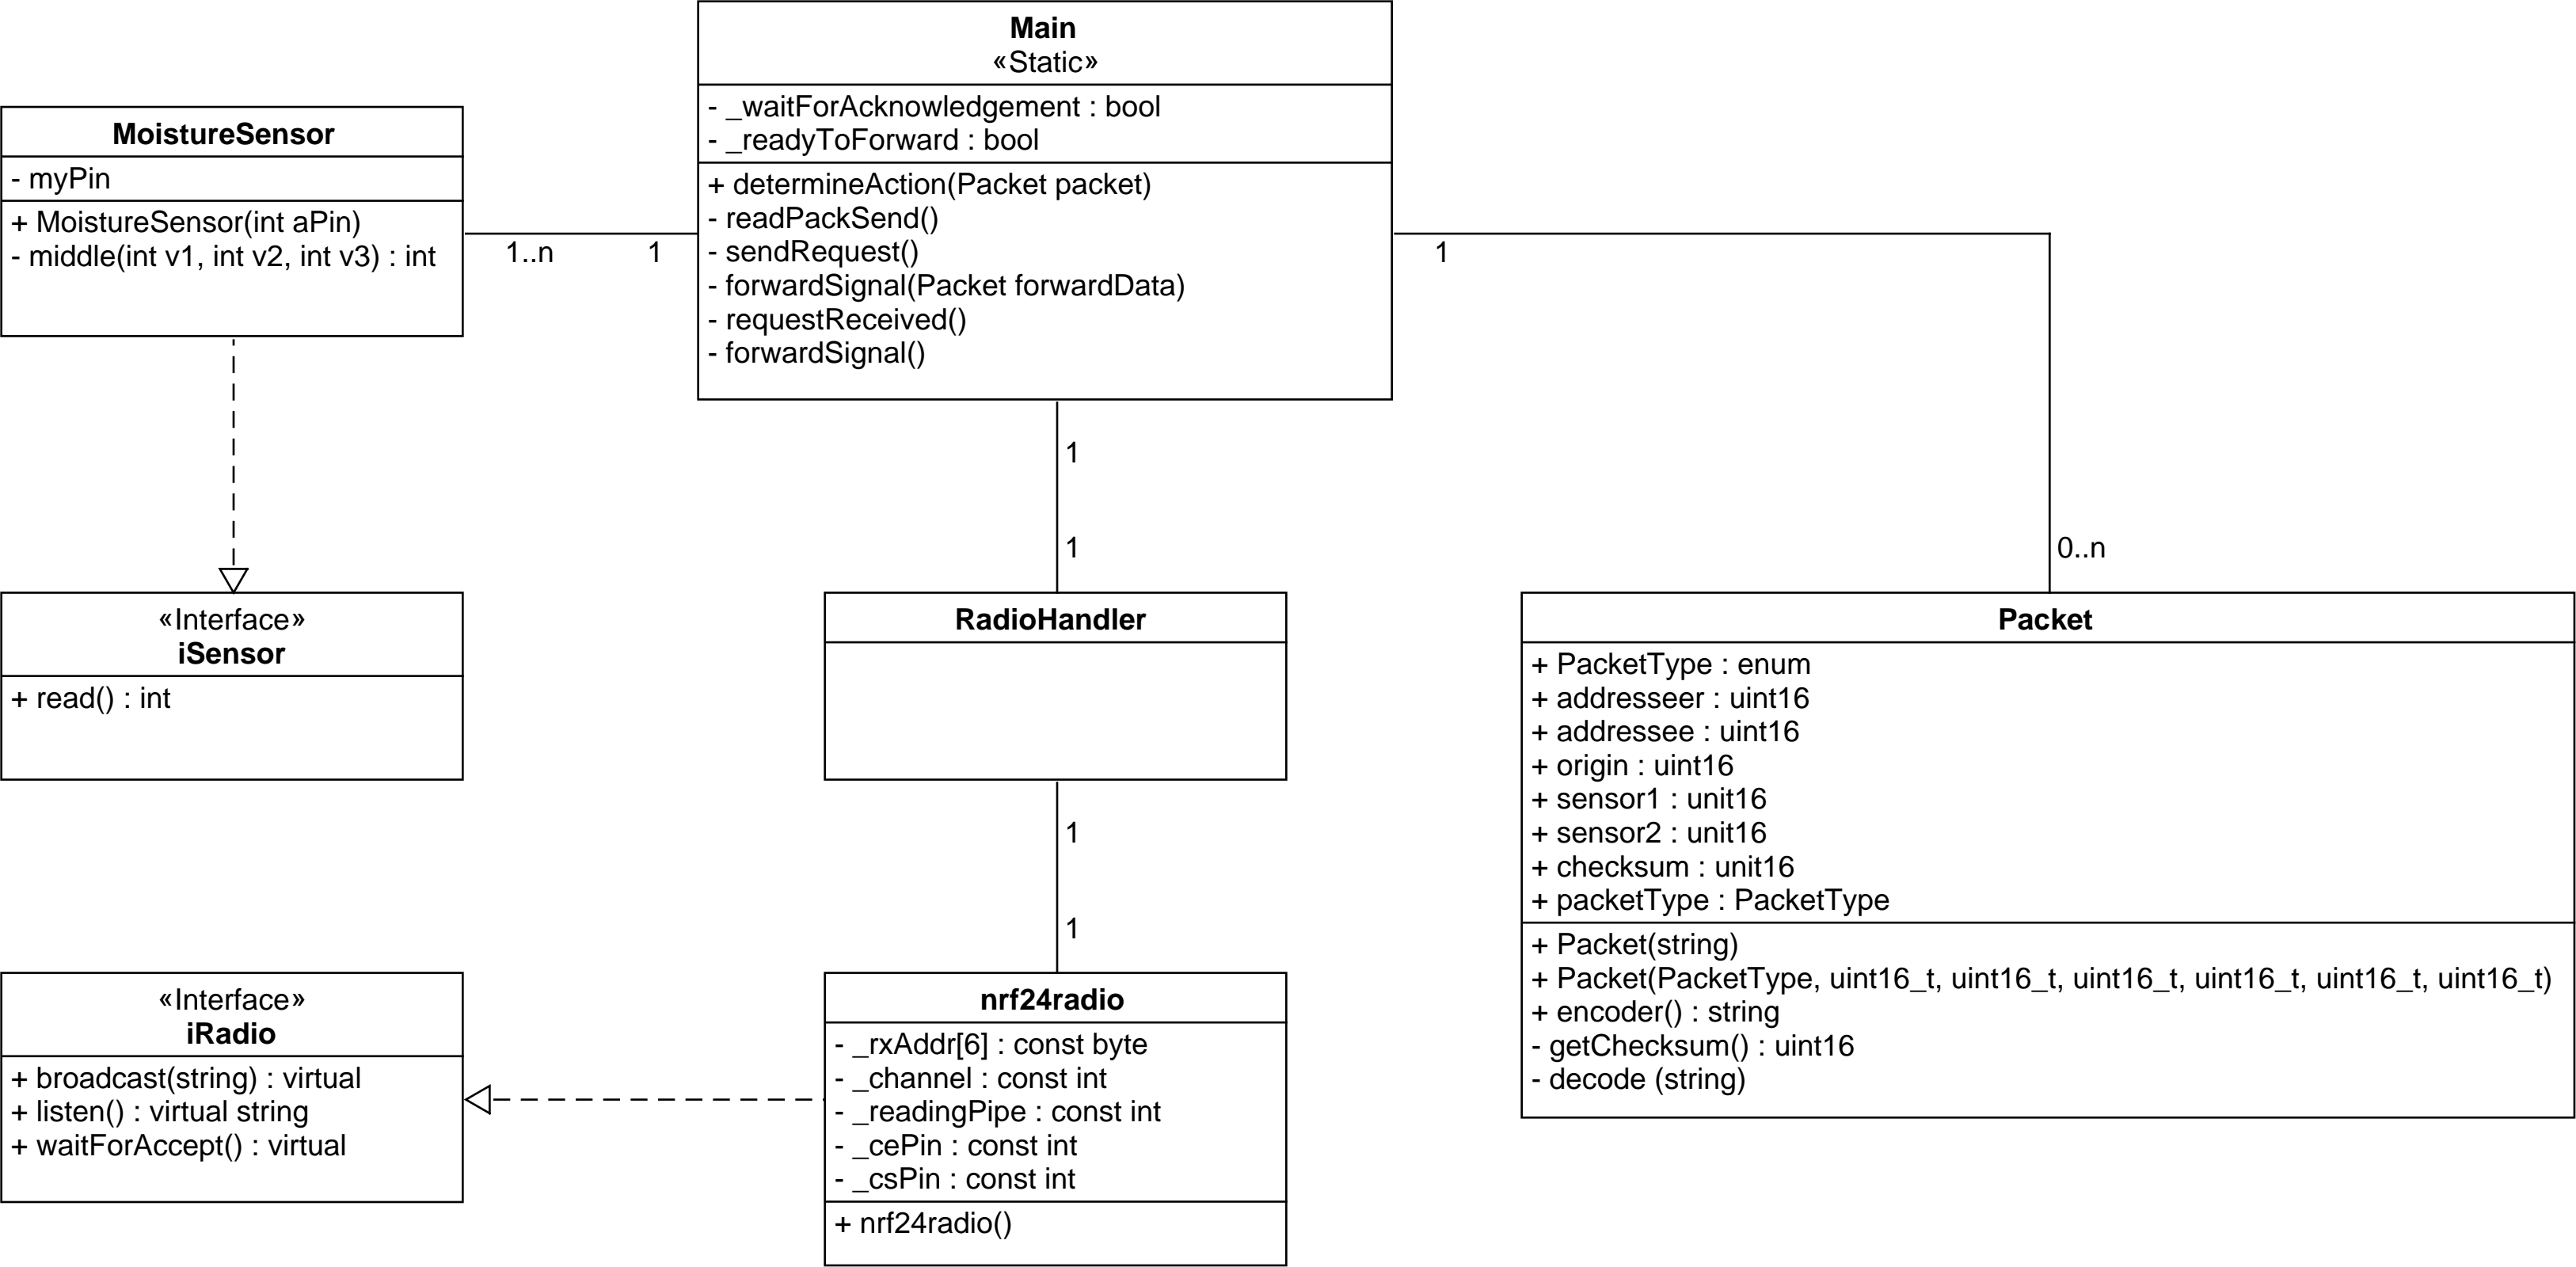 Main
«Static»
- _waitForAcknowledgement : bool
- _readyToForward : bool
+ determineAction(Packet packet)
- readPackSend()
- sendRequest()
- forwardSignal(Packet forwardData)
- requestReceived()
- forwardSignal()
MoistureSensor
- myPin
+ MoistureSensor(int aPin)
- middle(int v1, int v2, int v3) : int
1..n
1
1
1
1
0..n
«Interface»
iSensor
+ read() : int
RadioHandler
1
1
Packet
+ PacketType : enum
+ addresseer : uint16
+ addressee : uint16
+ origin : uint16
+ sensor1 : unit16
+ sensor2 : unit16
+ checksum : unit16
+ packetType : PacketType
+ Packet(string)
+ Packet(PacketType, uint16_t, uint16_t, uint16_t, uint16_t, uint16_t, uint16_t)
+ encoder() : string
- getChecksum() : uint16
- decode (string)
«Interface»
iRadio
+ broadcast(string) : virtual
+ listen() : virtual string
+ waitForAccept() : virtual
nrf24radio
- _rxAddr[6] : const byte
- _channel : const int
- _readingPipe : const int
- _cePin : const int
- _csPin : const int
+ nrf24radio()